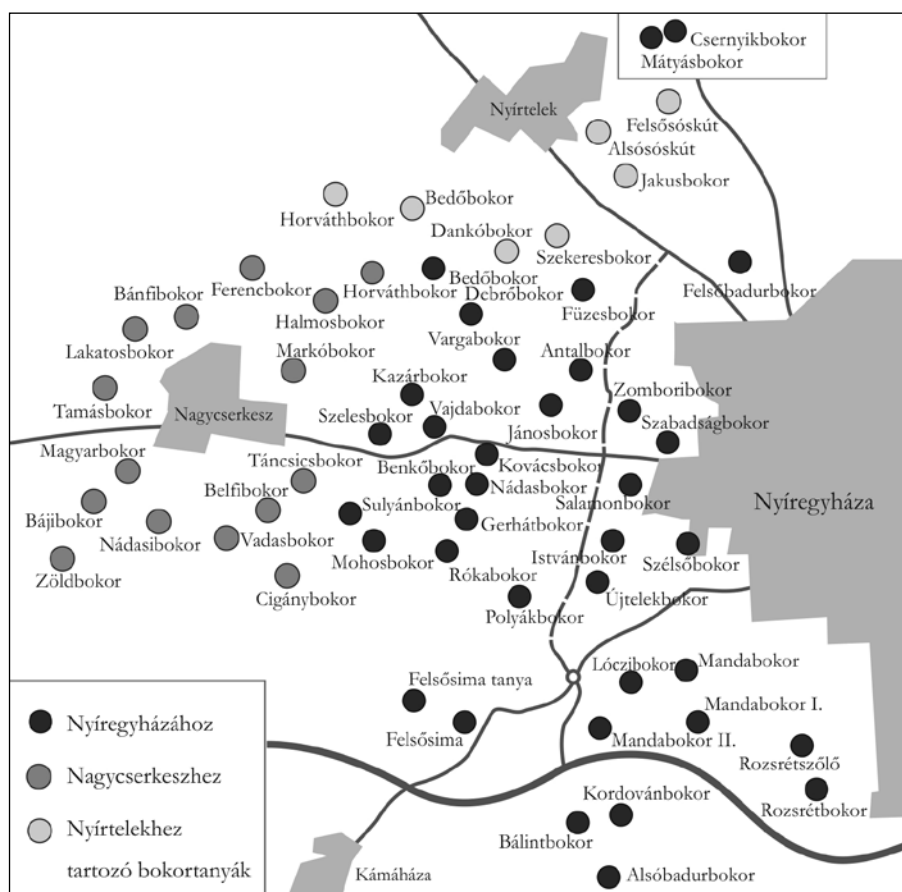 Csernyikbokor
Mátyásbokor
Nyírtelek
Felsősóskút
Alsósóskút
Jakusbokor
Bedőbokor
Horváthbokor
Dankóbokor
Szekeresbokor
Ferencbokor
Horváthbokor
Bedőbokor
Debrőbokor
Felsőbadurbokor
Bánfibokor
Halmosbokor
Füzesbokor
Lakatosbokor
Vargabokor
Markóbokor
Antalbokor
Kazárbokor
Zomboribokor
Tamásbokor
Nagycserkesz
Szelesbokor
Vajdabokor
Jánosbokor
Szabadságbokor
Magyarbokor
Táncsicsbokor
Benkőbokor
Kovácsbokor
Belfibokor
Nádasbokor
Salamonbokor
Nyíregyháza
Bájibokor
Sulyánbokor
Nádasibokor
Vadasbokor
Gerhátbokor
Mohosbokor
Istvánbokor
Szélsőbokor
Zöldbokor
Rókabokor
Cigánybokor
Polyákbokor
Újtelekbokor
Felsősima tanya
Lóczibokor
Mandabokor
Mandabokor I.
Felsősima
Mandabokor II.
Rozsrétszőlő
Kordovánbokor
Rozsrétbokor
Bálintbokor
Kámáháza
Alsóbadurbokor
Nyíregyházához
Nagycserkeszhez
Nyírtelekhez
tartozó bokortanyák